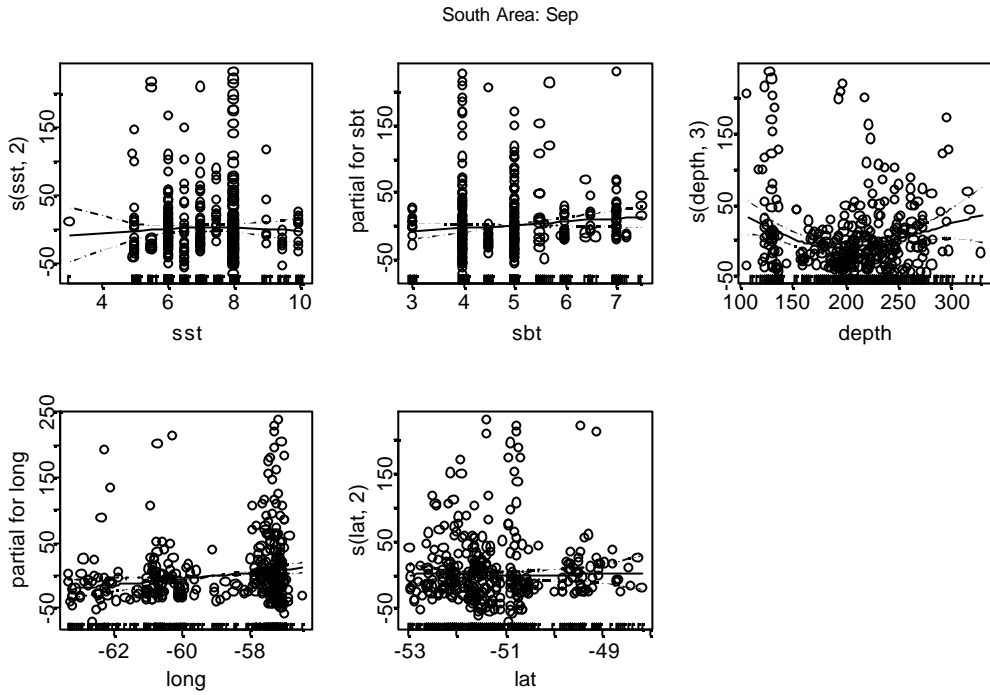 South Area: Sep
s(sst, 2)
150
50
-50
4 6 8 10
sst
partial for sbt
150
50
-50
3 4 5 6 7
sbt
s(depth, 3)
150
50
-50
100 150 200 250 300
depth
partial for long
250
150
50
-50
-62 -60 -58
long
s(lat, 2)
150
50
-50
-53 -51 -49
lat